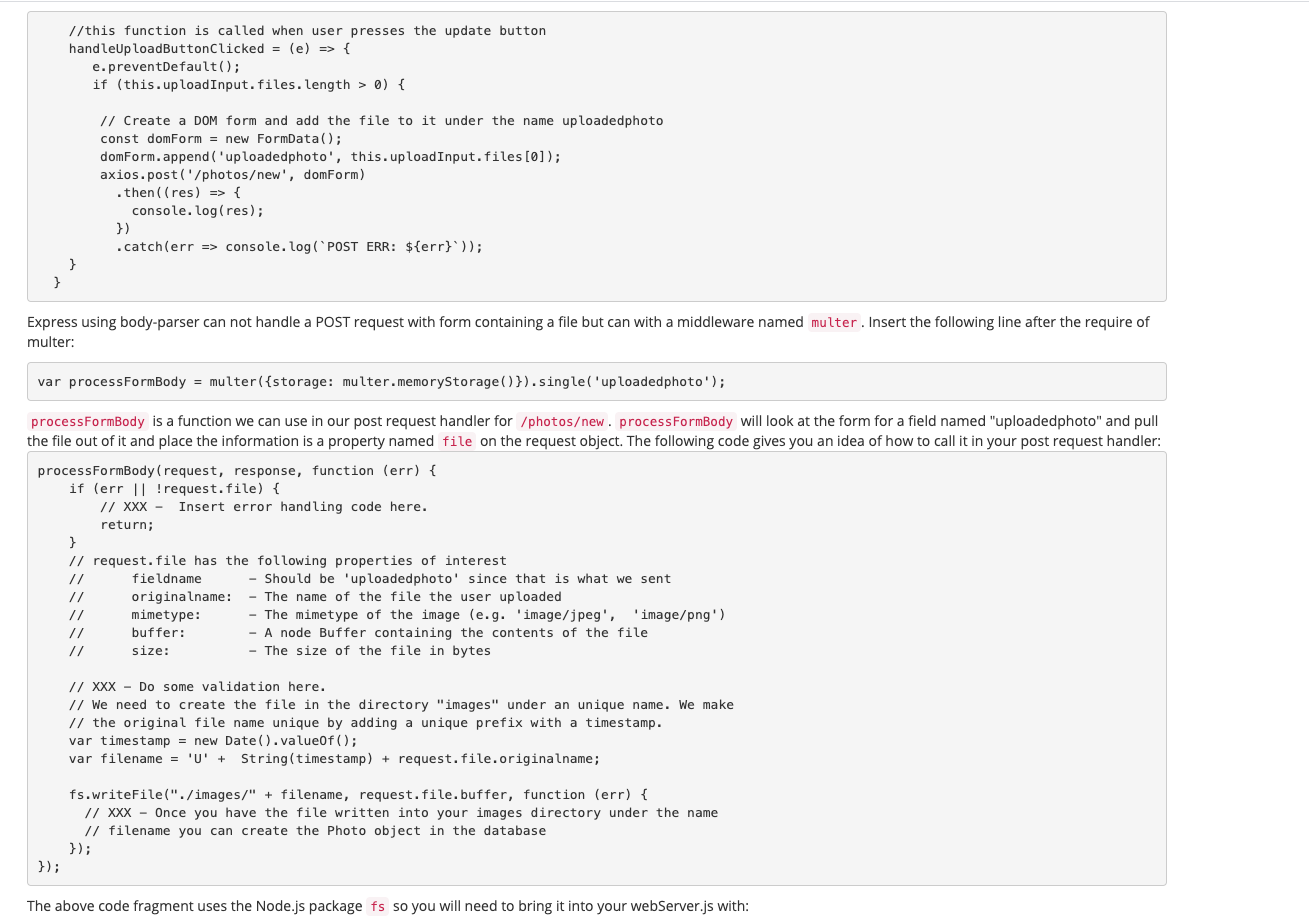 //this function is called when user presses the update button
handleUploadButtonClicked = (e) => {
e.preventDefault();
if (this.uploadInput.files.length > 0) {
// Create a DOM form and add the file to it under the name uploadedphoto
const domForm = new FormData();
domForm.append('uploadedphoto', this.uploadInput.files[0]);
axios.post('/photos/new', domForm)
.then((res) => {
console.log(res);
})
.catch(err => console.log(`POST ERR: ${err}`));
}
}
Express using body-parser can not handle a POST request with form containing a file but can with a middleware named multer. Insert the following line after the require of
multer:
var processFormBody = multer({storage: multer.memoryStorage()}).single('uploadedphoto');
processFormBody is a function we can use in our post request handler for /photos/new. processFormBody will look at the form for a field named "uploadedphoto" and pull
the file out of it and place the information is a property named file on the request object. The following code gives you an idea of how to call it in your post request handler:
processFormBody(request, response, function (err) {
if (err || !request.file) {
// XXX –  Insert error handling code here.
return;
}
// request.file has the following properties of interest
//      fieldname      – Should be 'uploadedphoto' since that is what we sent
//      originalname:  – The name of the file the user uploaded
//      mimetype:      – The mimetype of the image (e.g. 'image/jpeg',  'image/png')
//      buffer:        – A node Buffer containing the contents of the file
//      size:          – The size of the file in bytes
// XXX – Do some validation here.
// We need to create the file in the directory "images" under an unique name. We make
// the original file name unique by adding a unique prefix with a timestamp.
var timestamp = new Date().valueOf();
var filename = 'U' +  String(timestamp) + request.file.originalname;
fs.writeFile("./images/" + filename, request.file.buffer, function (err) {
// XXX – Once you have the file written into your images directory under the name
// filename you can create the Photo object in the database
});
});
The above code fragment uses the Node.js package fs so you will need to bring it into your webServer.js with: